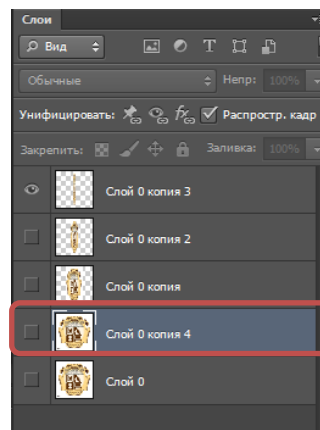 Слои
Вид
Обычные Непр: 100%
Унифицировать: Распростр. кадр
Закрепить: Заливка: 100%
Слой 0 копия 3
Слой 0 копия 2
Слой 0 копия
Слой 0 копия 4
Слой 0